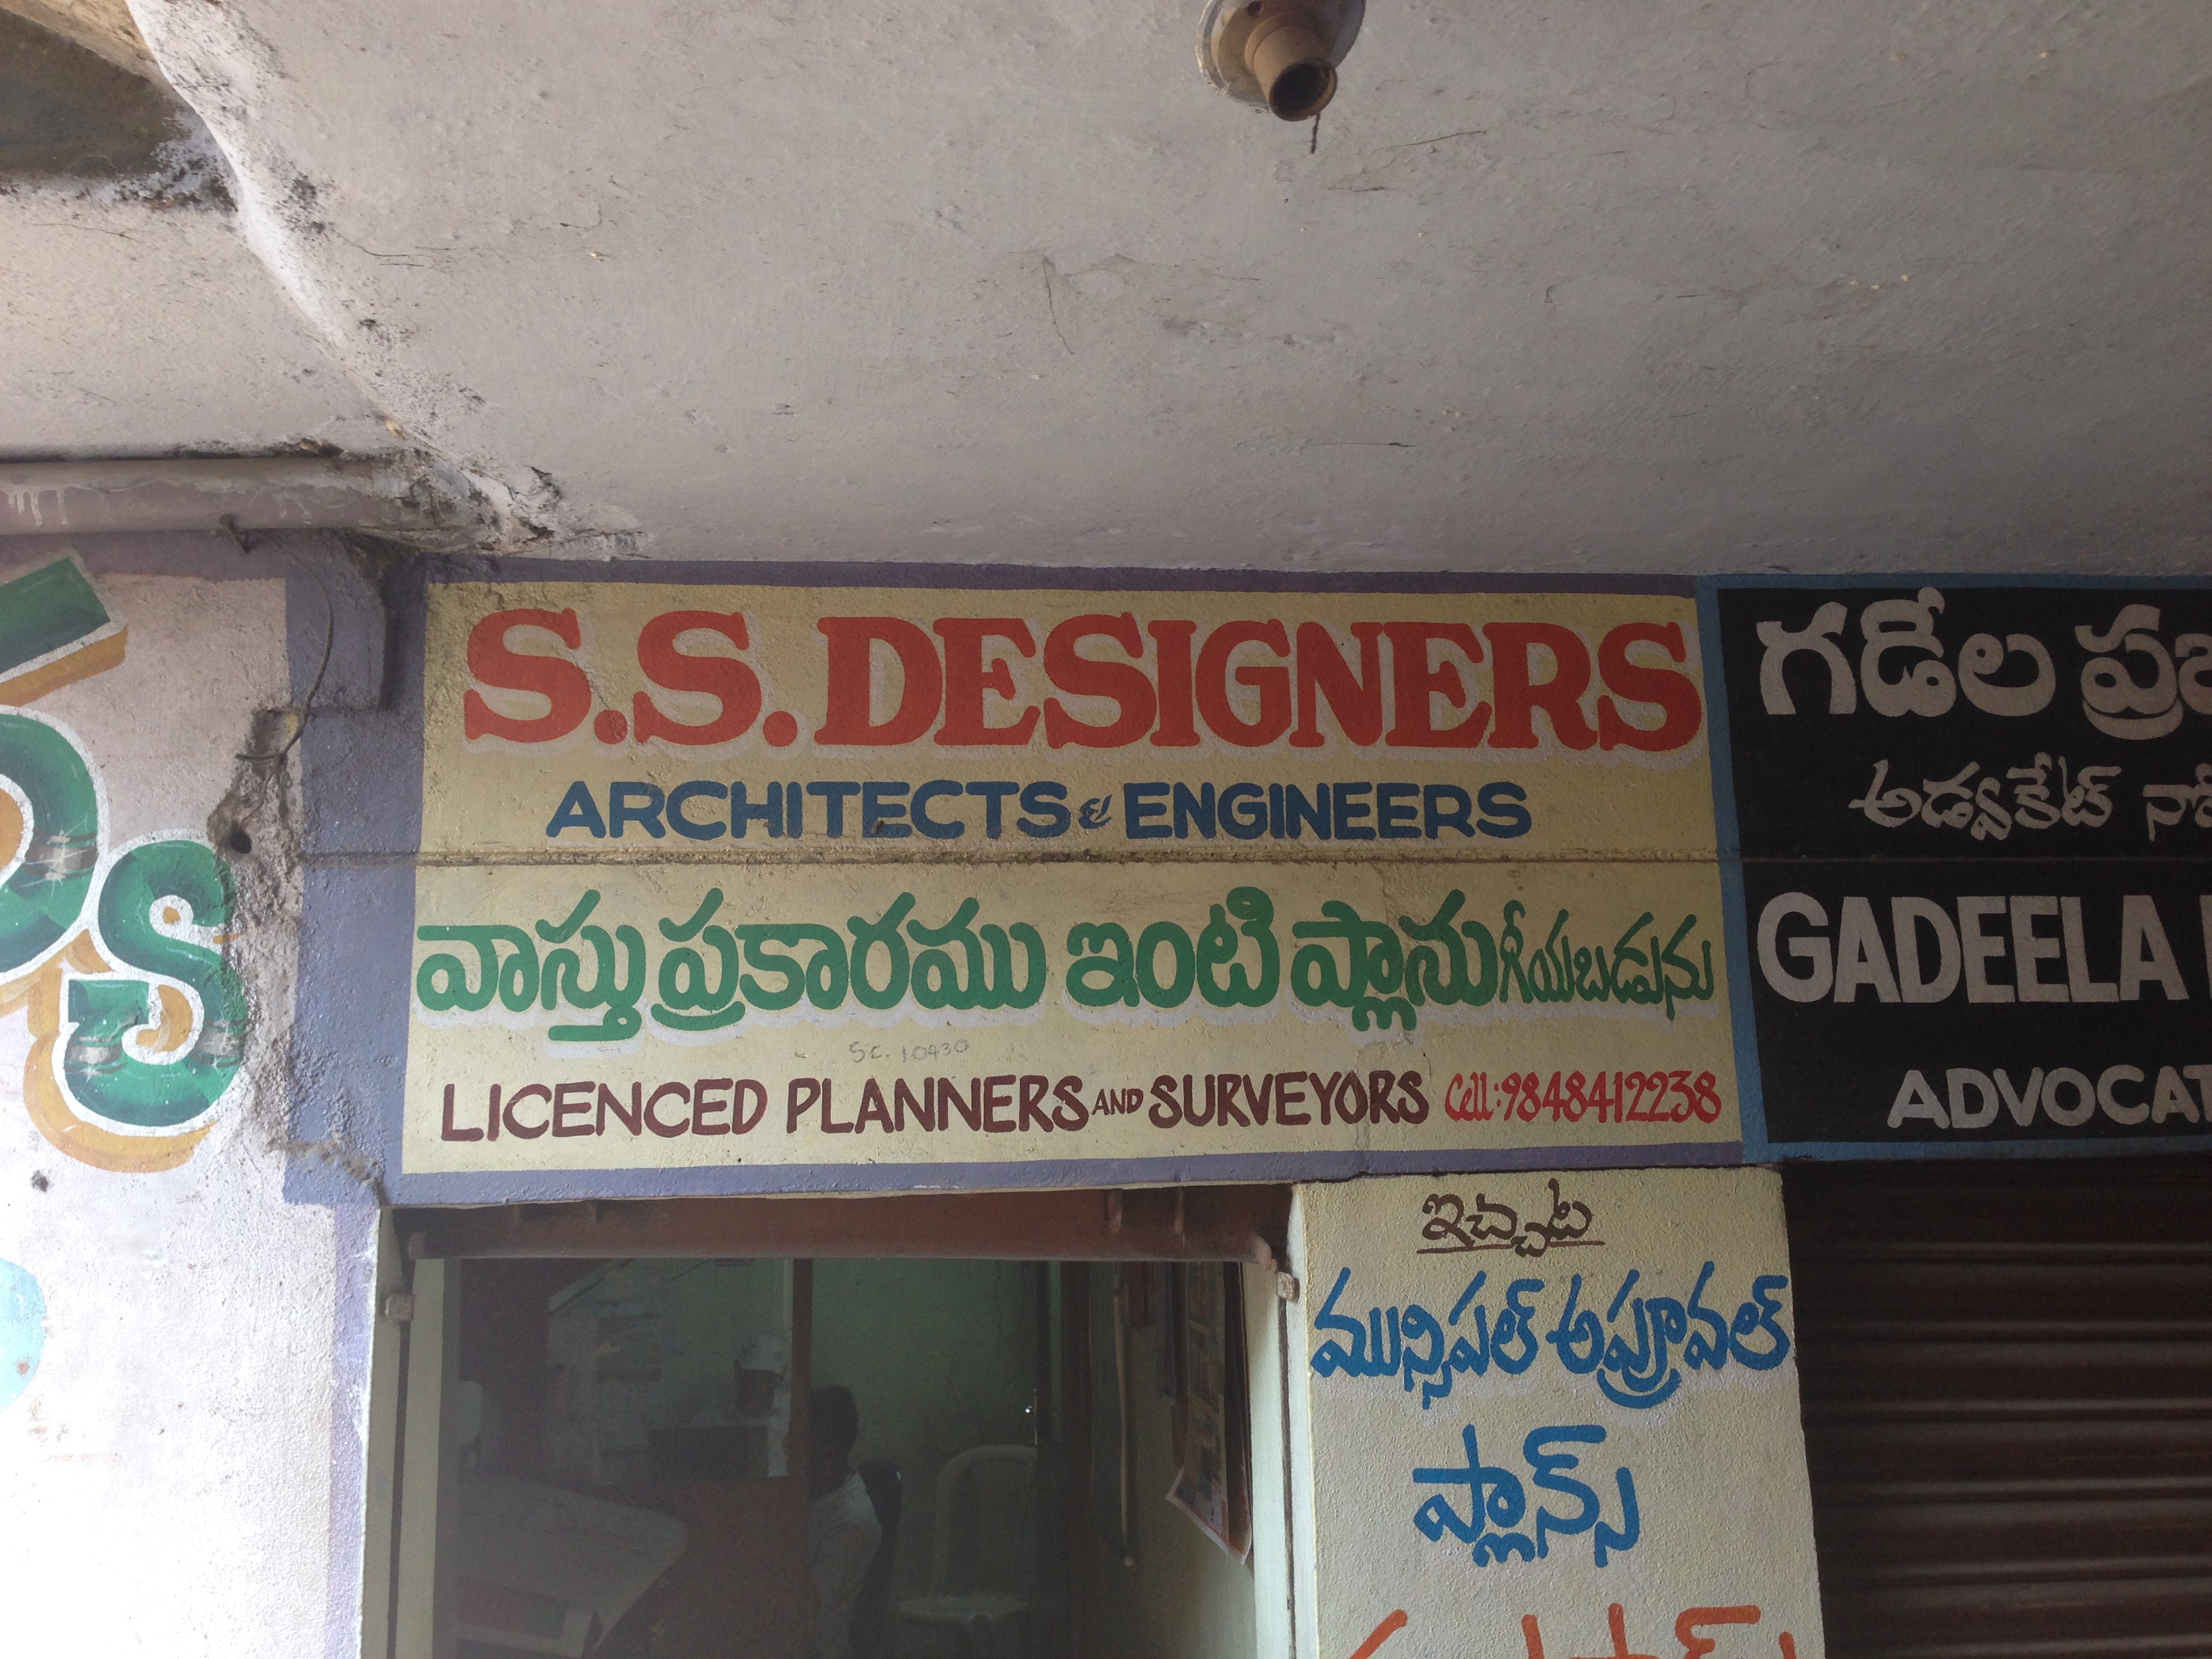 S.S. DESIGNERS
ARCHITECTS & ENGINEERS
వాస్తు ప్రకారము ఇంటి ప్లాను గీయబడును
Sc. 10430
LICENCED PLANNERS AND SURVEYORS Cell: 9848412238
గడీల
అడ్వకేట్
GADEELA
ఇచ్చట
మున్సిపల్ అప్రూవల్
ప్లాన్స్